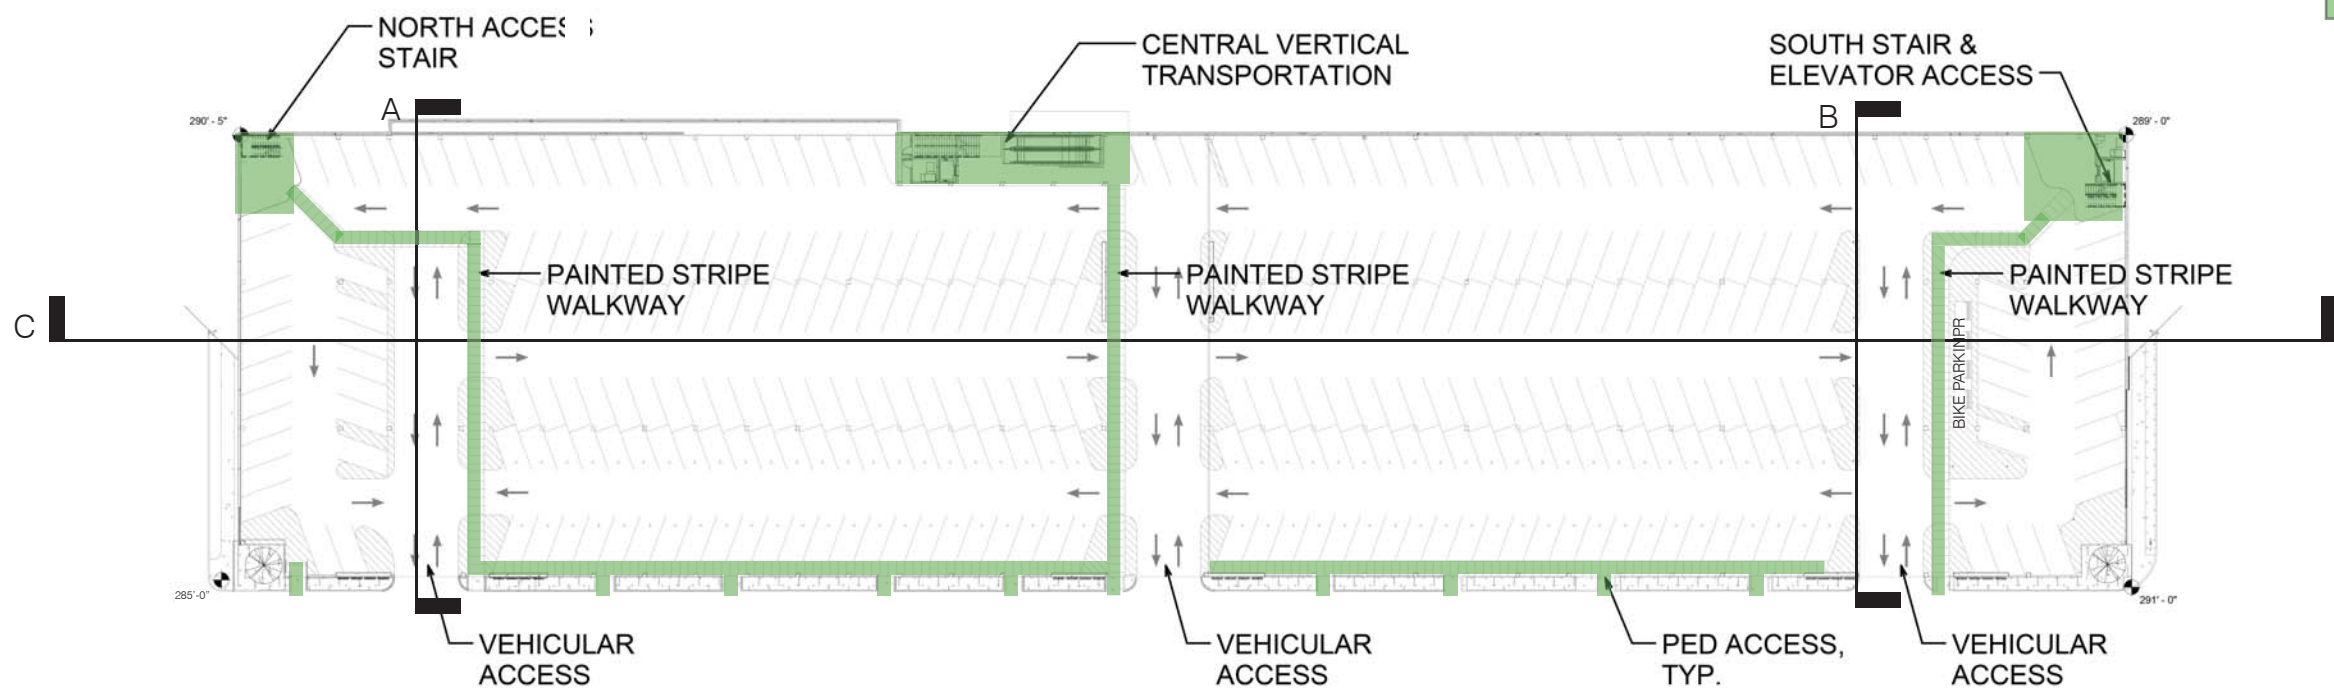 NORTH ACCESS
STAIR
CENTRAL VERTICAL
TRANSPORTATION
SOUTH STAIR &
ELEVATOR ACCESS
A
B
290' - 5"
289' - 0"
PAINTED STRIPE
WALKWAY
PAINTED STRIPE
WALKWAY
PAINTED STRIPE
WALKWAY
C
BIKE PARKINPR
285'-0"
291' - 0"
VEHICULAR
ACCESS
VEHICULAR
ACCESS
PED ACCESS,
TYP.
VEHICULAR
ACCESS